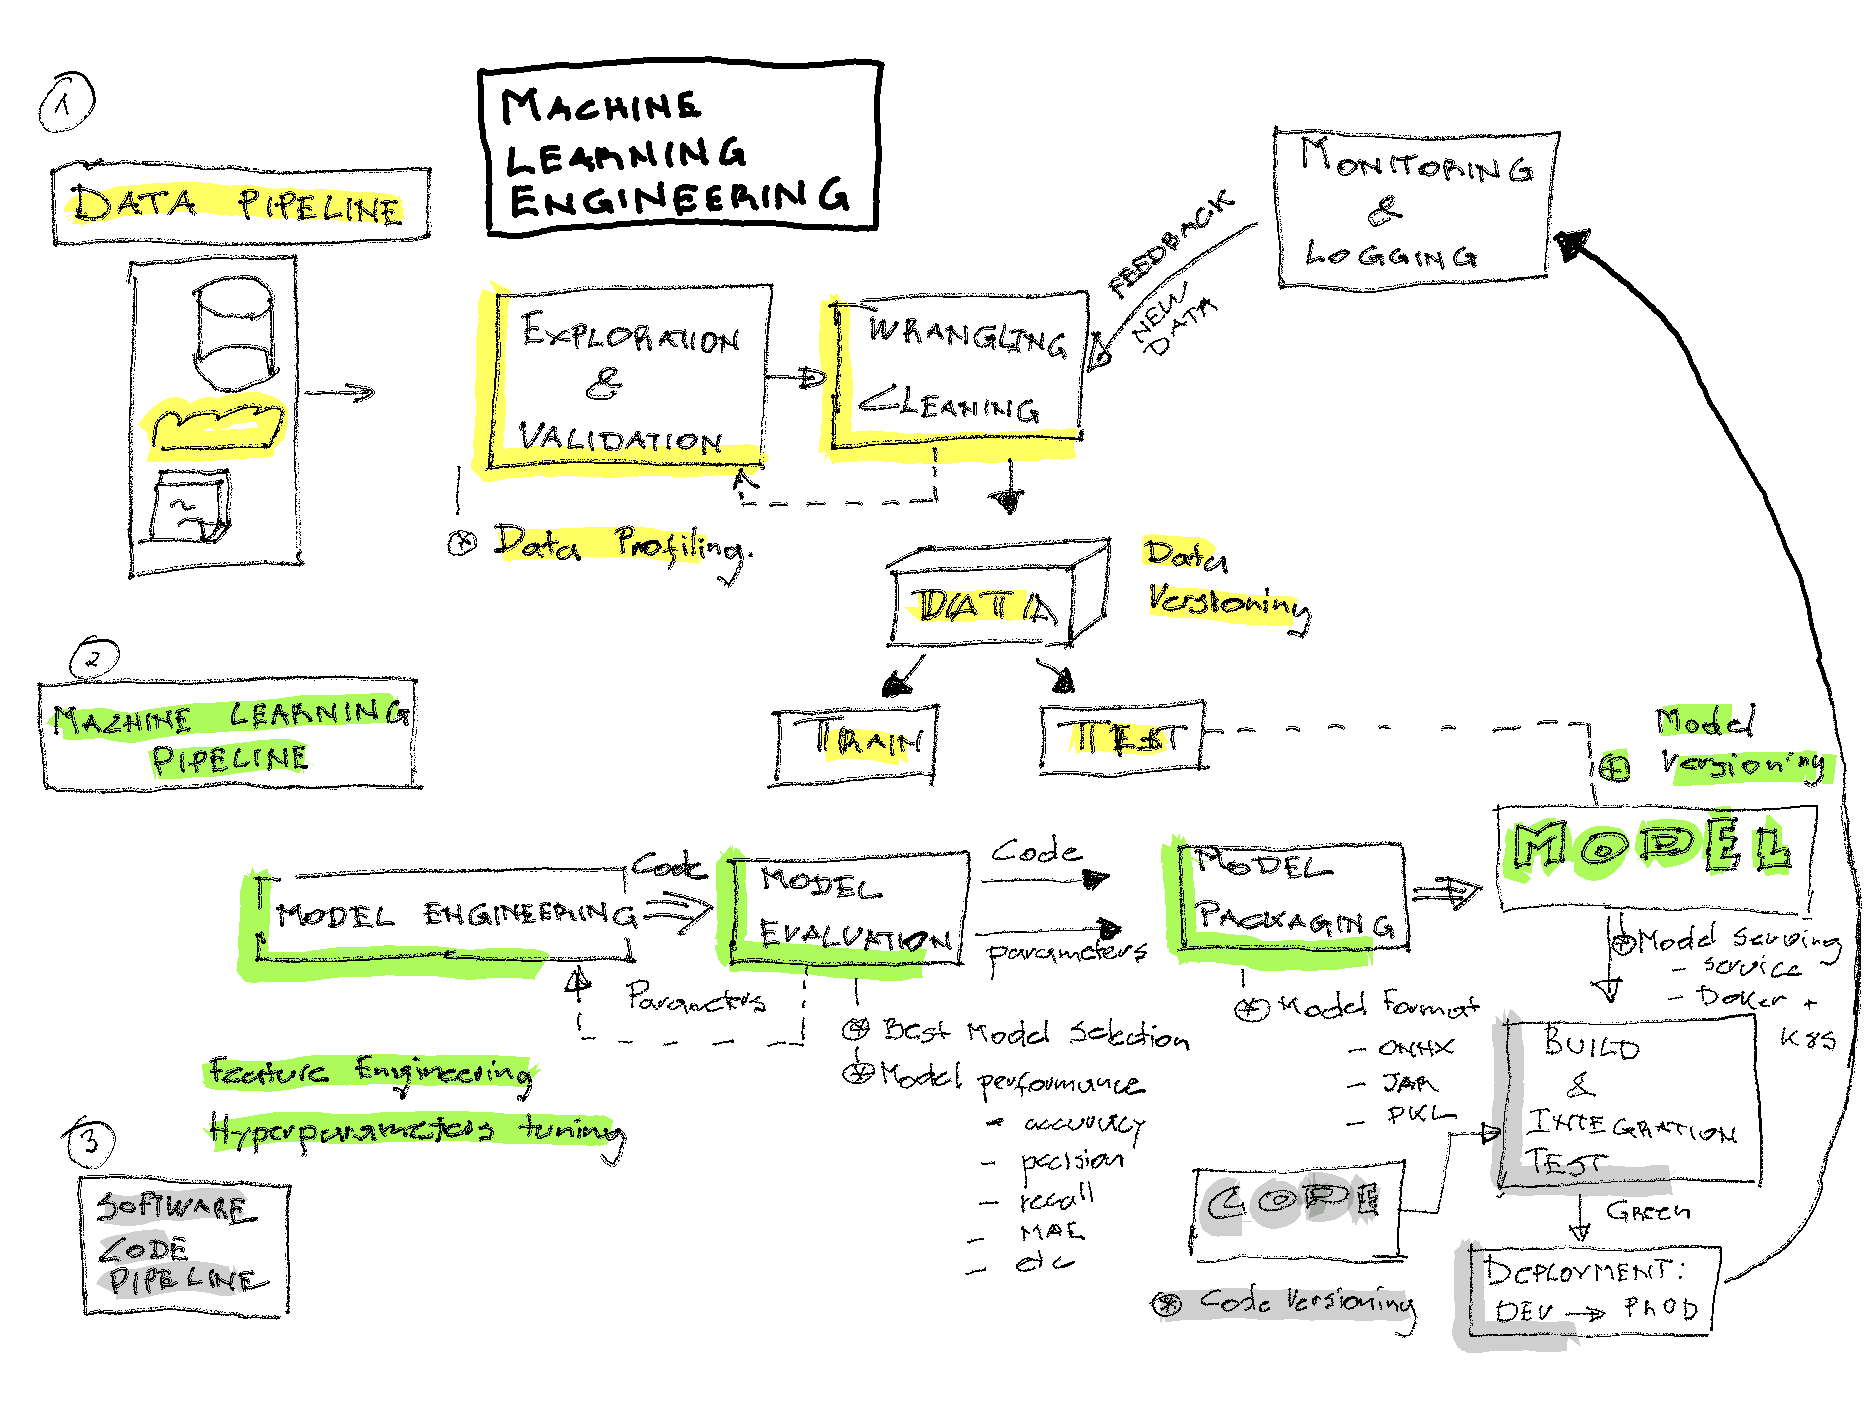 1
MACHINE
LEARNING
ENGINEERING
DATA PIPELINE
MONITORING
&
LOGGING
FEEDBACK
NEW
DATA
EXPLORATION
&
VALIDATION
WRANGLING
CLEANING
Data Profiling.
DATA
Data
Versioning
TRAIN
TEST
2
MACHINE LEARNING
PIPELINE
Model
Versioning
MODEL
MODEL ENGINEERING
Code
Parameters
MODEL
EVALUATION
Code
parameters
MODEL
PACKAGING
Model Serving
- service
- Doker +
K8S
Best Model Selection
Model performance
- accuracy
- pecision
- recall
- MAE
- etc
Model Format
- ONNX
- JAR
- PKL
Feature Engineering
Hyperparameters tuning
BUILD
&
INTEGRATION
TEST
CODE
Code Versioning
GREEN
DEPLOYMENT:
DEV → PROD
3
SOFTWARE
CODE
PIPELINE